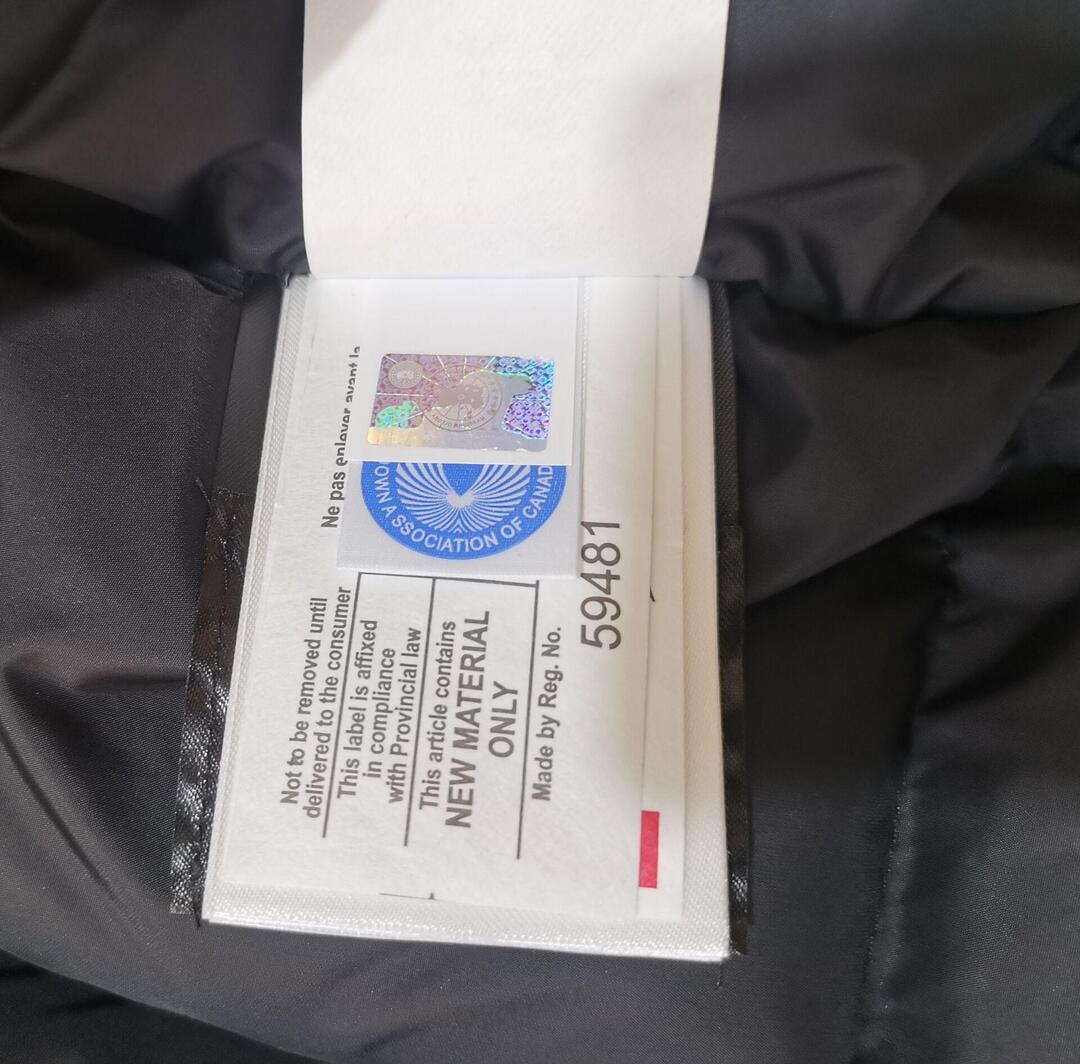 Ne pas enlever avant la
OWN ASSOCIATION OF CANAD
Not to be removed until
delivered to the consumer
This label is affixed
in compliance
with Provincial law
This article contains
NEW MATERIAL
ONLY
Made by Reg. No.
59481